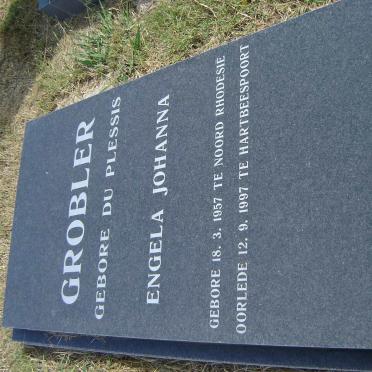 GROBLER
GEBORE DU PLESSIS
ENGELA JOHANNA
GEBORE 18. 3. 1957 TE NOORD RHODESIE
OORLEDE 12. 9. 1997 TE HARTBEESPOORT